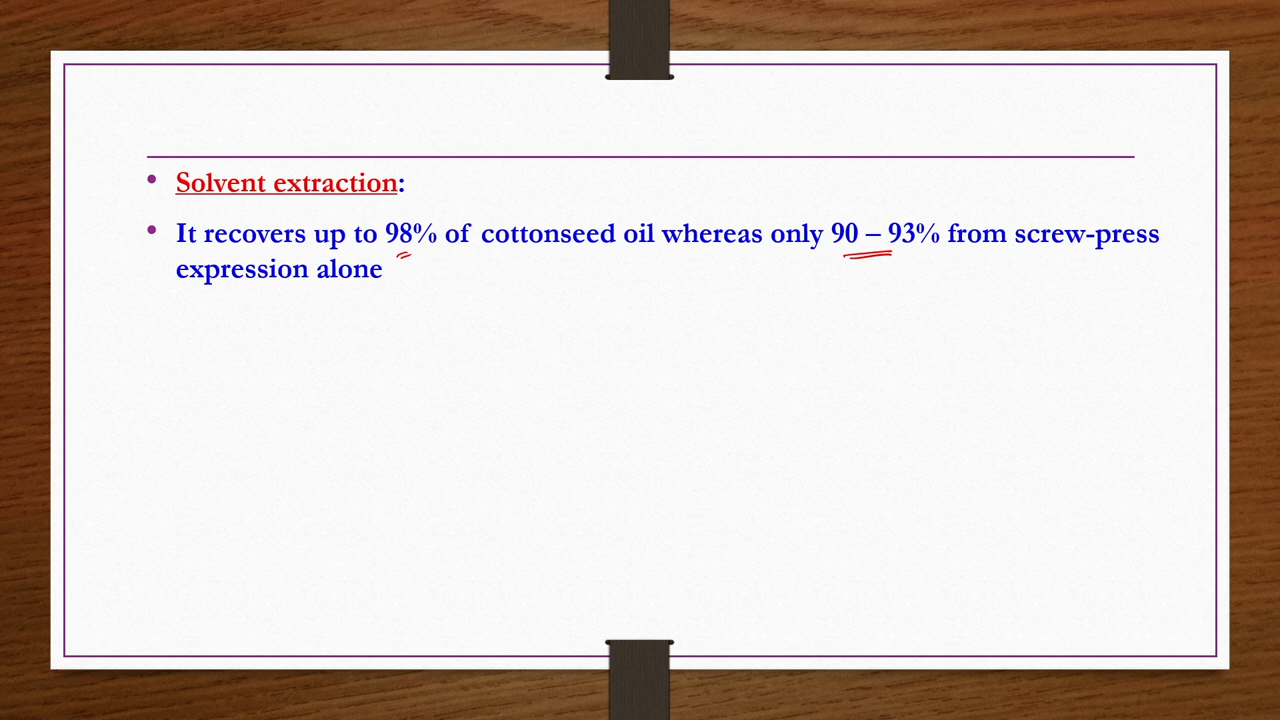 • Solvent extraction:
• It recovers up to 98% of cottonseed oil whereas only 90 – 93% from screw-press
expression alone